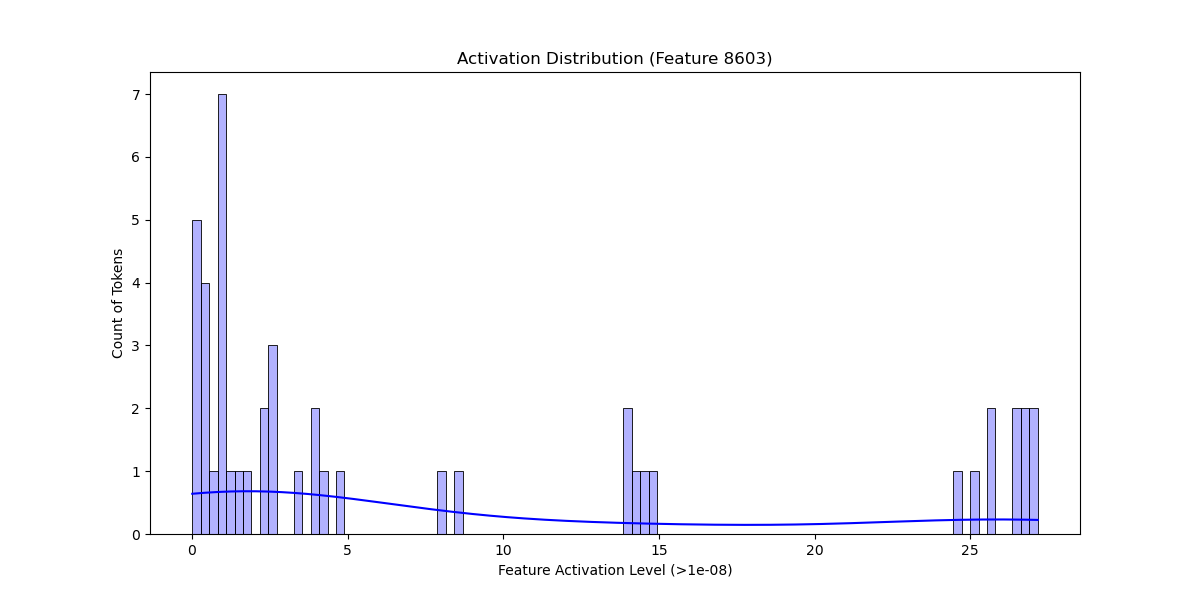 Activation Distribution (Feature 8603)
Count of Tokens
7
6
5
4
3
2
1
0
0 5 10 15 20 25
Feature Activation Level (>1e-08)